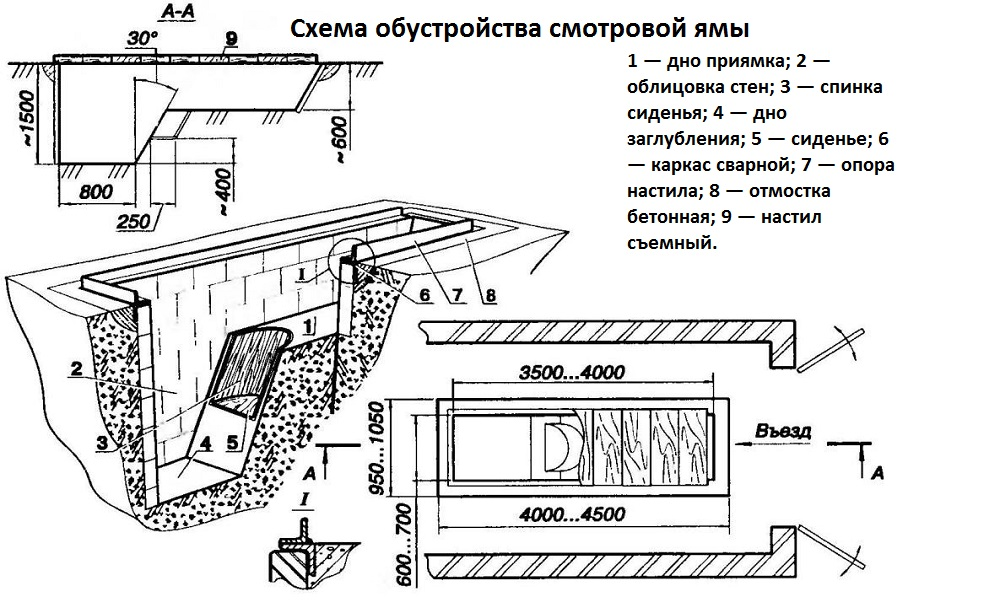 А-А
Схема обустройства смотровой ямы
30°
9
1 — дно приямка; 2 —
облицовка стен; 3 — спинка
сиденья; 4 — дно
заглубления; 5 — сиденье; 6
— каркас сварной; 7 — опора
настила; 8 — отмостка
бетонная; 9 — настил
съемный.
≈1500
≈600
800
≈400
250
I
6
7
8
1
2
3
4
5
3500...4000
950...1050
Въезд
А
А
I
4000...4500
600...700